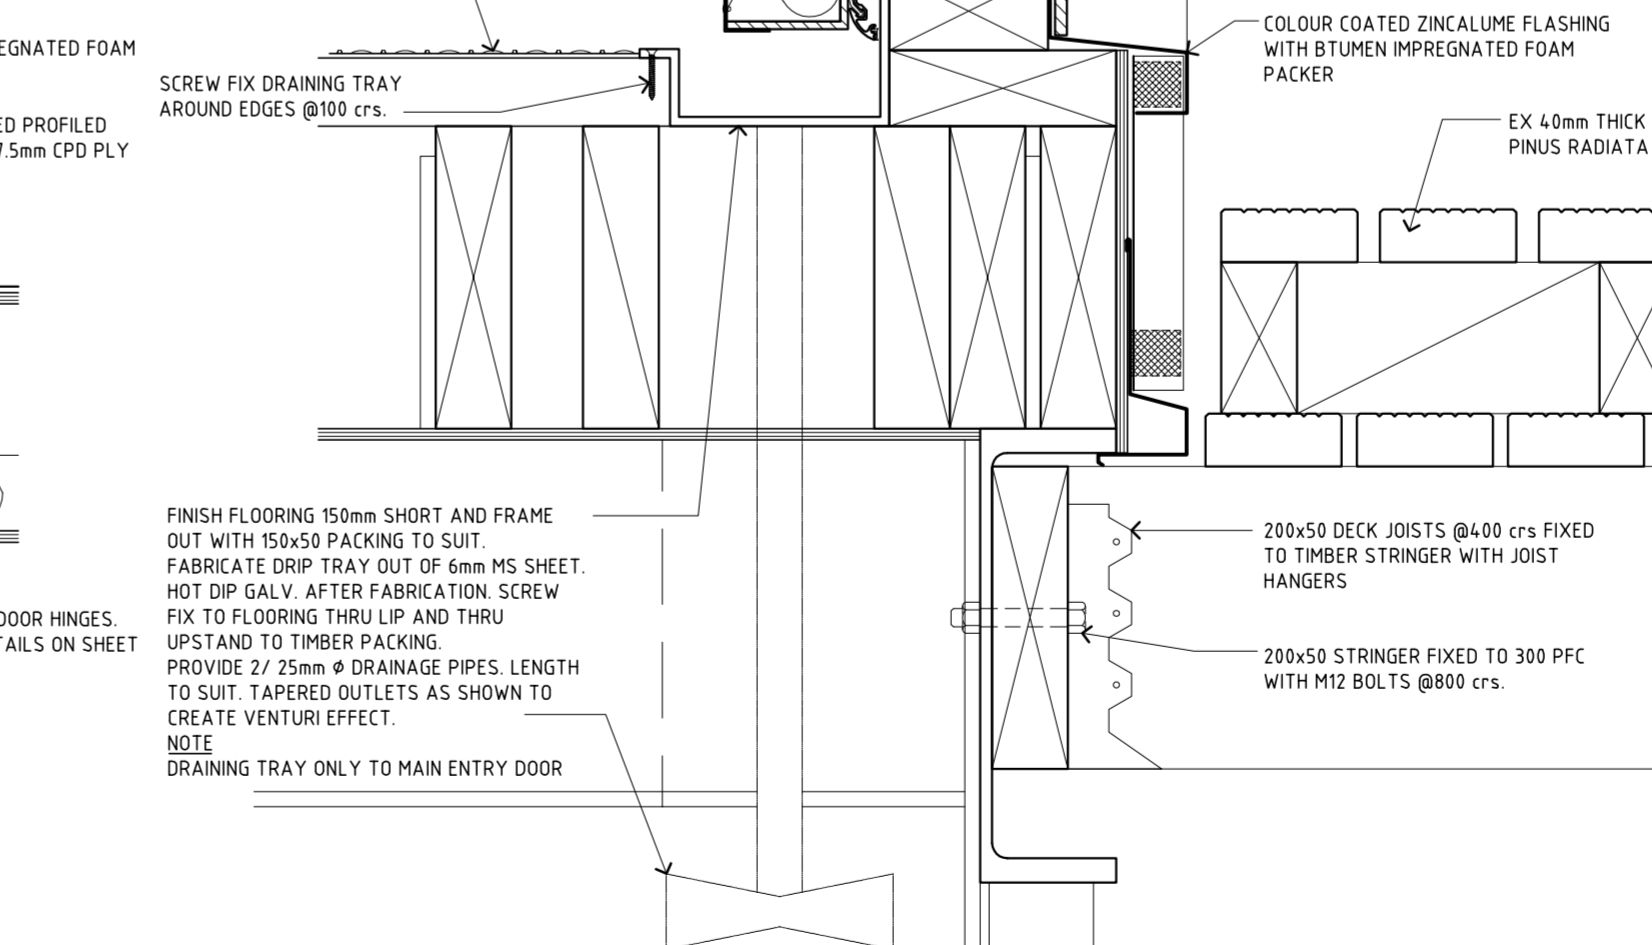 EGNATED FOAM
ED PROFILED
7.5mm CPD PLY
DOOR HINGES.
TAILS ON SHEET
SCREW FIX DRAINING TRAY
AROUND EDGES @100 crs.
FINISH FLOORING 150mm SHORT AND FRAME
OUT WITH 150x50 PACKING TO SUIT.
FABRICATE DRIP TRAY OUT OF 6mm MS SHEET.
HOT DIP GALV. AFTER FABRICATION. SCREW
FIX TO FLOORING THRU LIP AND THRU
UPSTAND TO TIMBER PACKING.
PROVIDE 2/ 25mm Ø DRAINAGE PIPES. LENGTH
TO SUIT. TAPERED OUTLETS AS SHOWN TO
CREATE VENTURI EFFECT.
NOTE
DRAINING TRAY ONLY TO MAIN ENTRY DOOR
COLOUR COATED ZINCALUME FLASHING
WITH BTUMEN IMPREGNATED FOAM
PACKER
EX 40mm THICK
PINUS RADIATA
200x50 DECK JOISTS @400 crs FIXED
TO TIMBER STRINGER WITH JOIST
HANGERS
200x50 STRINGER FIXED TO 300 PFC
WITH M12 BOLTS @800 crs.